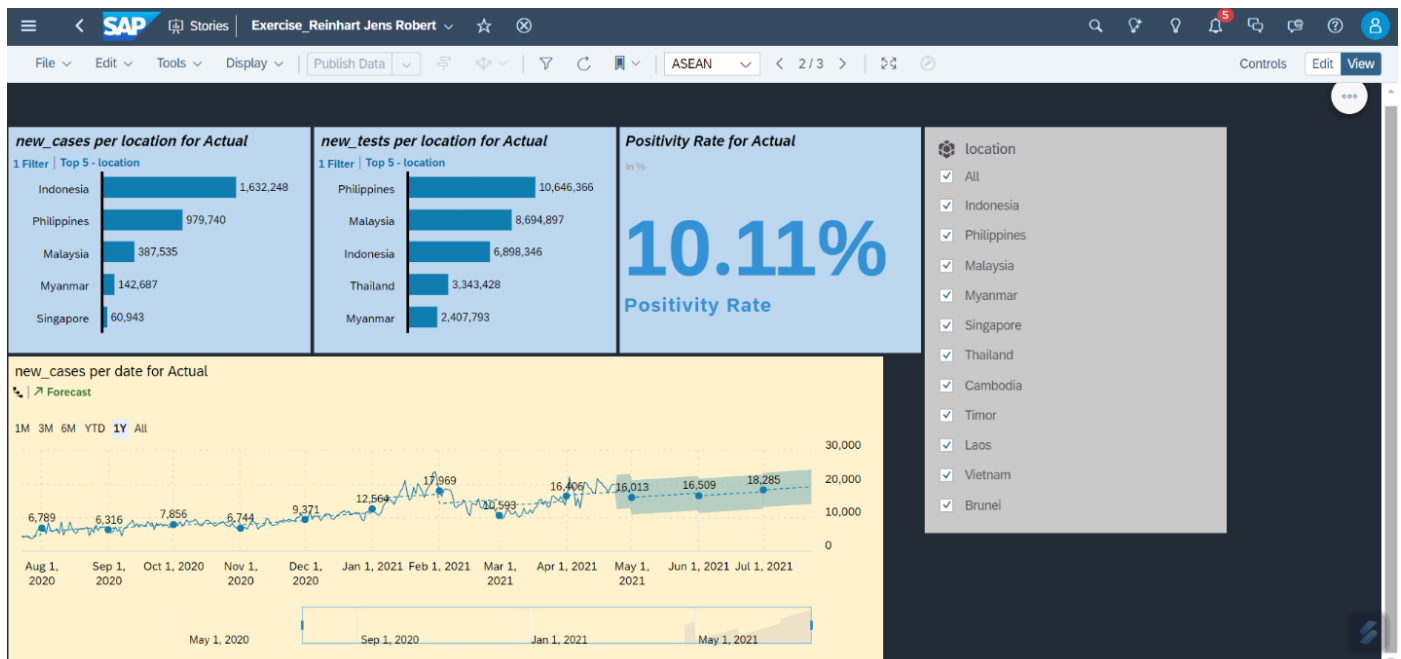 SAP Stories Exercise_Reinhart Jens Robert 5
File Edit Tools Display Publish Data ASEAN 2/3 Controls Edit View
new_cases per location for Actual
1 Filter Top 5 - location
Indonesia 1,632,248
Philippines 979,740
Malaysia 387,535
Myanmar 142,687
Singapore 60,943
new_tests per location for Actual
1 Filter Top 5 - location
Philippines 10,646,366
Malaysia 8,694,897
Indonesia 6,898,346
Thailand 3,343,428
Myanmar 2,407,793
Positivity Rate for Actual
in %
10.11%
Positivity Rate
location
All
Indonesia
Philippines
Malaysia
Myanmar
Singapore
Thailand
Cambodia
Timor
Laos
Vietnam
Brunei
new_cases per date for Actual
Forecast
1M 3M 6M YTD 1Y All
30,000
20,000
10,000
0
6,789 6,316 7,856 6,744 9,371 12,564 17,969 10,593 16,406 16,013 16,509 18,285
Aug 1, Sep 1, Oct 1, 2020 Nov 1, Dec 1, Jan 1, 2021 Feb 1, 2021 Mar 1, Apr 1, 2021 May 1, Jun 1, 2021 Jul 1, 2021
2020 2020 2020 2020 2021 2021
May 1, 2020 Sep 1, 2020 Jan 1, 2021 May 1, 2021